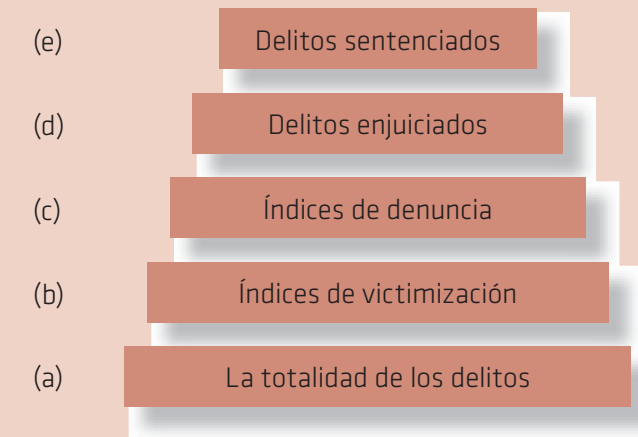 (e) Delitos sentenciados
(d) Delitos enjuiciados
(c) Índices de denuncia
(b) Índices de victimización
(a) La totalidad de los delitos